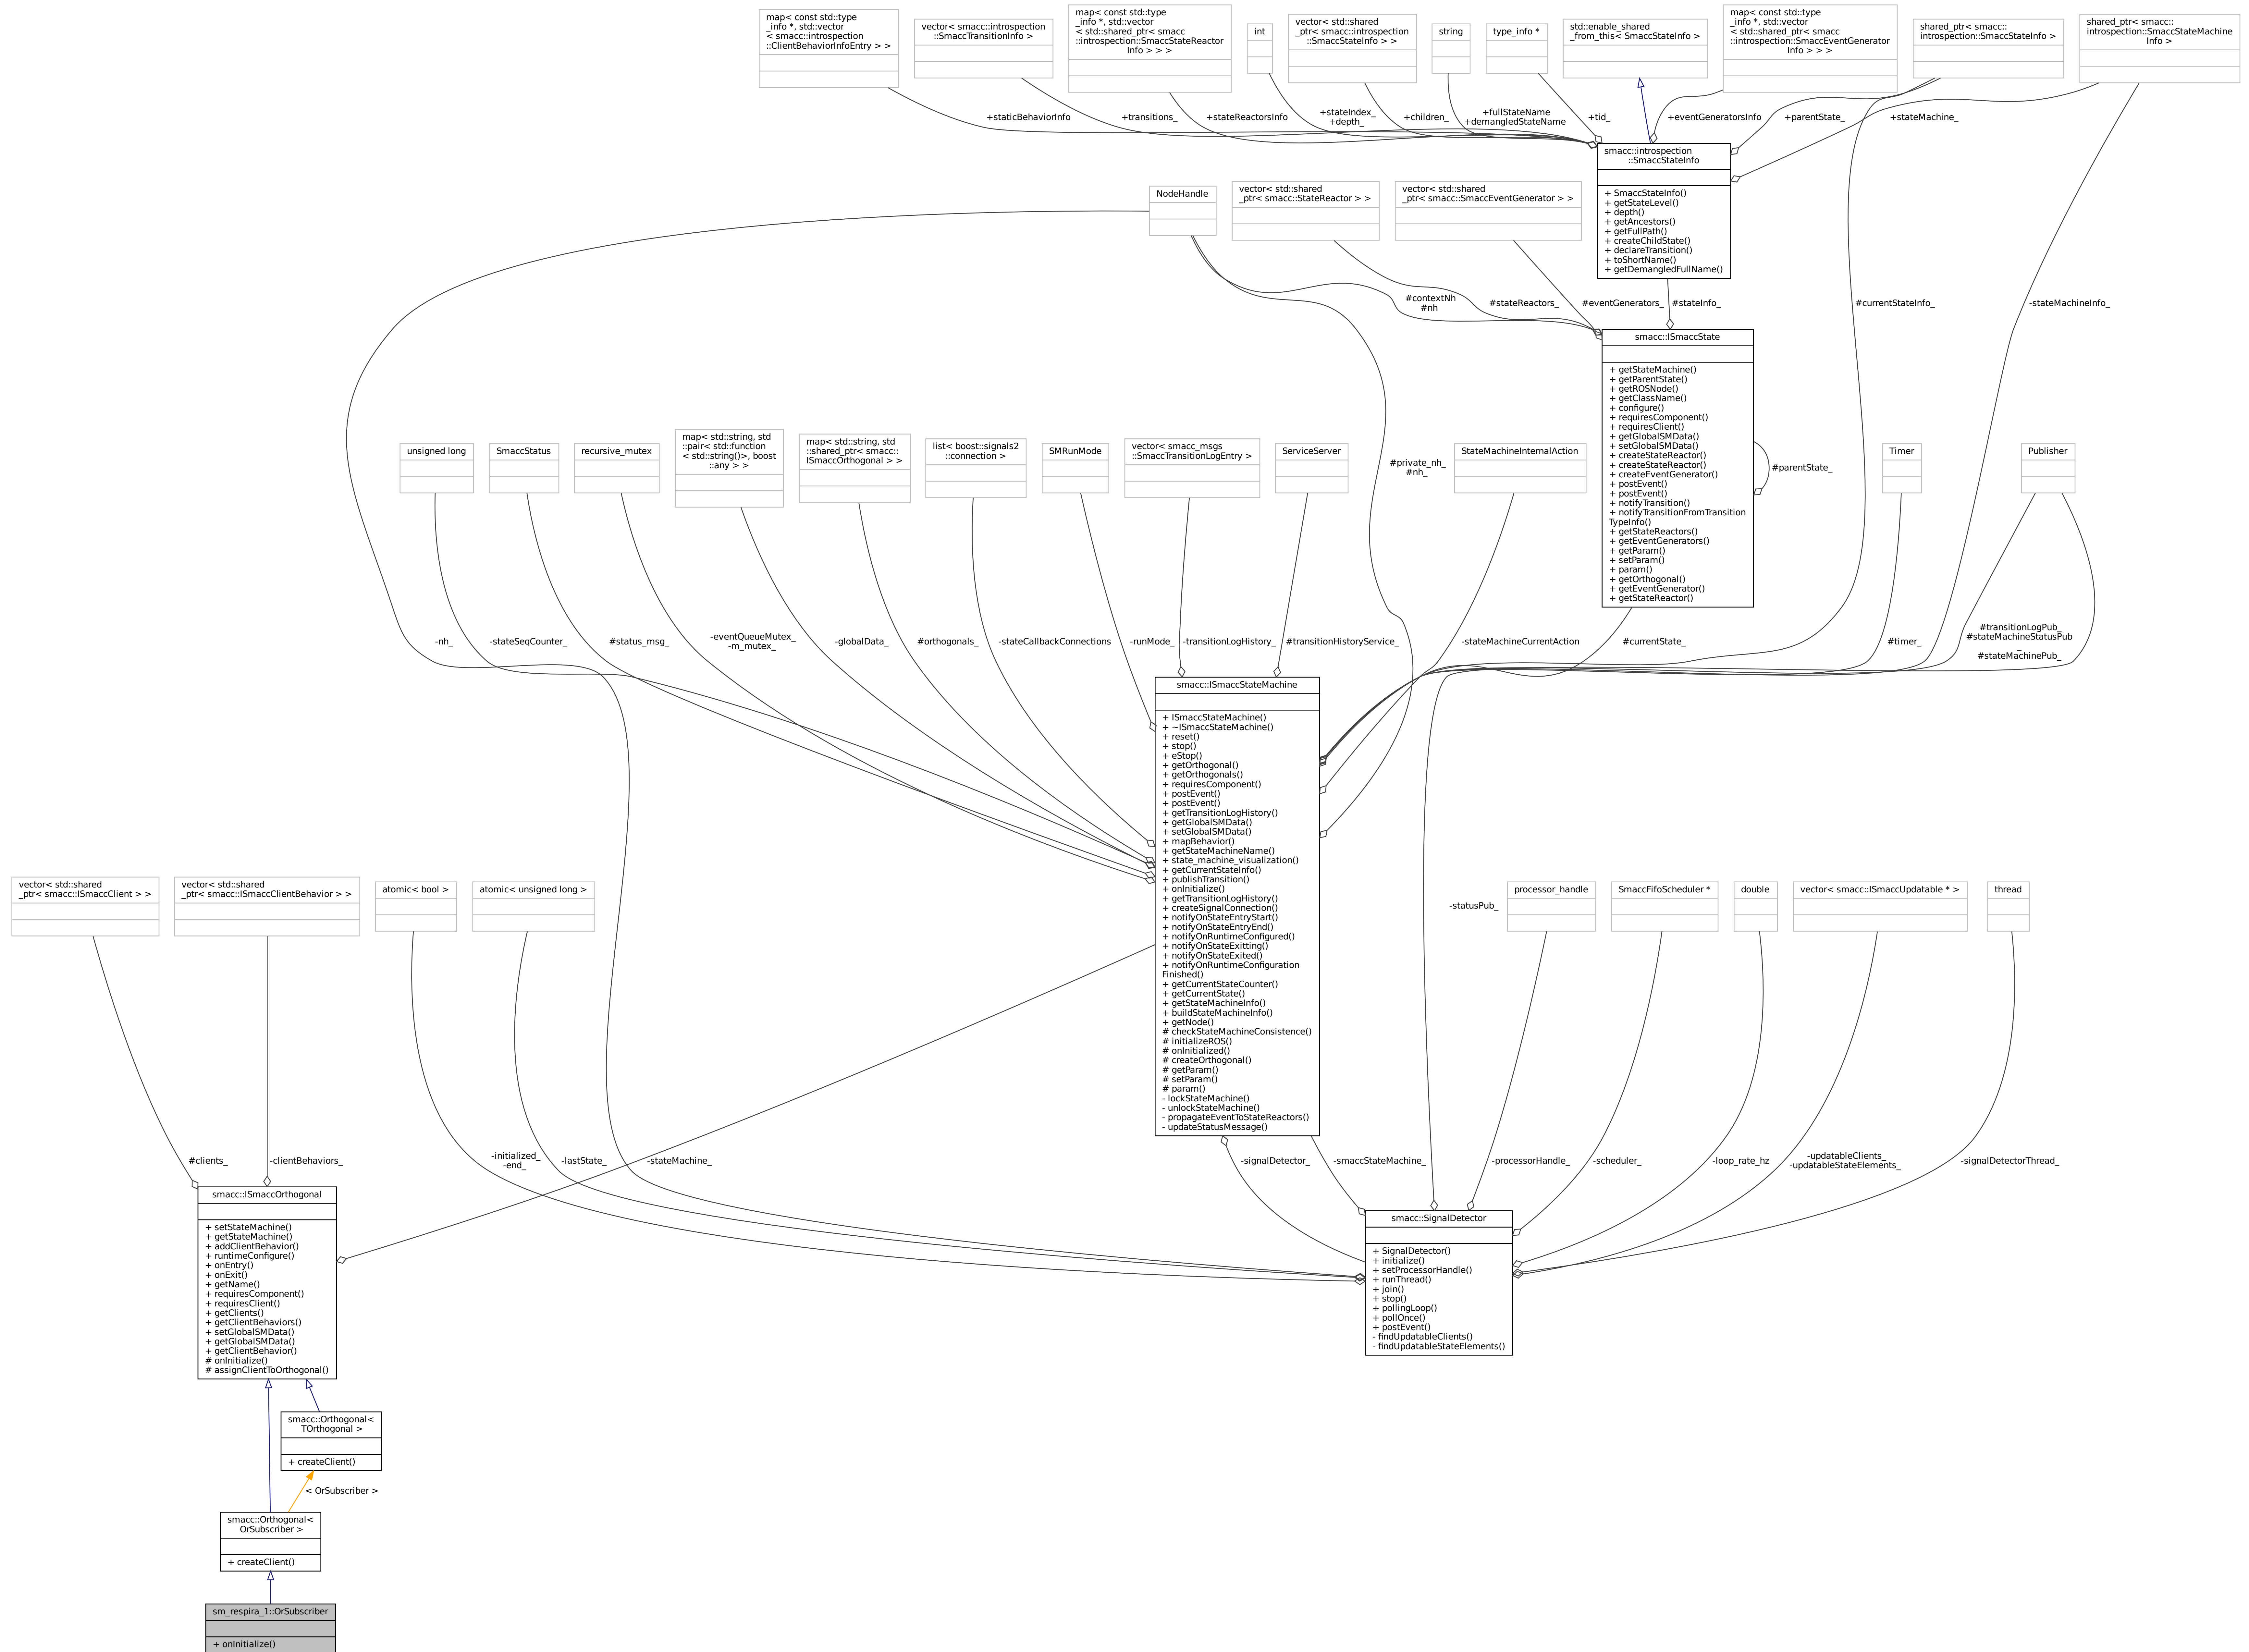 map< const std::type
_info *, std::vector
< smacc::introspection
::ClientBehaviorInfoEntry > >
vector< smacc::introspection
::SmaccTransitionInfo >
map< const std::type
_info *, std::vector
< std::shared_ptr< smacc
::introspection::SmaccStateReactor
Info > > >
int
vector< std::shared
_ptr< smacc::introspection
::SmaccStateInfo > >
string
type_info *
std::enable_shared
_from_this< SmaccStateInfo >
map< const std::type
_info *, std::vector
< std::shared_ptr< smacc
::introspection::SmaccEventGenerator
Info > > >
shared_ptr< smacc::
introspection::SmaccStateInfo >
shared_ptr< smacc::
introspection::SmaccStateMachine
Info >
+staticBehaviorInfo
+transitions_
+stateReactorsInfo
+stateIndex_
+depth_
+children_
+fullStateName
+demangledStateName
+tid_
+eventGeneratorsInfo
+parentState_
+stateMachine_
smacc::introspection
::SmaccStateInfo
+ SmaccStateInfo()
+ getStateLevel()
+ depth()
+ getAncestors()
+ getFullPath()
+ createChildState()
+ declareTransition()
+ toShortName()
+ getDemangledFullName()
NodeHandle
vector< std::shared
_ptr< smacc::StateReactor > >
vector< std::shared
_ptr< smacc::SmaccEventGenerator > >
#contextNh
#nh
#stateReactors_
#eventGenerators_
#stateInfo_
#currentStateInfo_
-stateMachineInfo_
smacc::ISmaccState
+ getStateMachine()
+ getParentState()
+ getROSNode()
+ getClassName()
+ configure()
+ requiresComponent()
+ requiresClient()
+ getGlobalSMData()
+ setGlobalSMData()
+ createStateReactor()
+ createStateReactor()
+ createEventGenerator()
+ postEvent()
+ postEvent()
+ notifyTransition()
+ notifyTransitionFromTransition
TypeInfo()
+ getStateReactors()
+ getEventGenerators()
+ getParam()
+ setParam()
+ param()
+ getOrthogonal()
+ getEventGenerator()
+ getStateReactor()
#parentState_
unsigned long
SmaccStatus
recursive_mutex
map< std::string, std
::pair< std::function
< std::string()>, boost
::any > >
map< std::string, std
::shared_ptr< smacc::
ISmaccOrthogonal > >
list< boost::signals2
::connection >
SMRunMode
vector< smacc_msgs
::SmaccTransitionLogEntry >
ServiceServer
#private_nh_
#nh_
StateMachineInternalAction
Timer
Publisher
-nh_
-stateSeqCounter_
#status_msg_
-eventQueueMutex_
-m_mutex_
-globalData_
#orthogonals_
-stateCallbackConnections
-runMode_
-transitionLogHistory_
#transitionHistoryService_
-stateMachineCurrentAction
#currentState_
#timer_
#transitionLogPub_
#stateMachineStatusPub
_
#stateMachinePub_
smacc::ISmaccStateMachine
+ ISmaccStateMachine()
+ ~ISmaccStateMachine()
+ reset()
+ stop()
+ eStop()
+ getOrthogonal()
+ getOrthogonals()
+ requiresComponent()
+ postEvent()
+ postEvent()
+ getTransitionLogHistory()
+ getGlobalSMData()
+ setGlobalSMData()
+ mapBehavior()
+ getStateMachineName()
+ state_machine_visualization()
+ getCurrentStateInfo()
+ publishTransition()
+ onInitialize()
+ getTransitionLogHistory()
+ createSignalConnection()
+ notifyOnStateEntryStart()
+ notifyOnStateEntryEnd()
+ notifyOnRuntimeConfigured()
+ notifyOnStateExitting()
+ notifyOnStateExited()
+ notifyOnRuntimeConfiguration
Finished()
+ getCurrentStateCounter()
+ getCurrentState()
+ getStateMachineInfo()
+ buildStateMachineInfo()
+ getNode()
# checkStateMachineConsistence()
# initializeROS()
# onInitialized()
# createOrthogonal()
# getParam()
# setParam()
# param()
- lockStateMachine()
- unlockStateMachine()
- propagateEventToStateReactors()
- updateStatusMessage()
vector< std::shared
_ptr< smacc::ISmaccClient > >
vector< std::shared
_ptr< smacc::ISmaccClientBehavior > >
atomic< bool >
atomic< unsigned long >
-statusPub_
processor_handle
SmaccFifoScheduler *
double
vector< smacc::ISmaccUpdatable * >
thread
#clients_
-clientBehaviors_
-initialized_
-end_
-lastState_
-stateMachine_
-signalDetector_
-smaccStateMachine_
-processorHandle_
-scheduler_
-loop_rate_hz
-updatableClients_
-updatableStateElements_
-signalDetectorThread_
smacc::ISmaccOrthogonal
+ setStateMachine()
+ getStateMachine()
+ addClientBehavior()
+ runtimeConfigure()
+ onEntry()
+ onExit()
+ getName()
+ requiresComponent()
+ requiresClient()
+ getClients()
+ getClientBehaviors()
+ setGlobalSMData()
+ getGlobalSMData()
+ getClientBehavior()
# onInitialize()
# assignClientToOrthogonal()
smacc::SignalDetector
+ SignalDetector()
+ initialize()
+ setProcessorHandle()
+ runThread()
+ join()
+ stop()
+ pollingLoop()
+ pollOnce()
+ postEvent()
- findUpdatableClients()
- findUpdatableStateElements()
smacc::Orthogonal<
TOrthogonal >
+ createClient()
< OrSubscriber >
smacc::Orthogonal<
OrSubscriber >
+ createClient()
sm_respira_1::OrSubscriber
+ onInitialize()